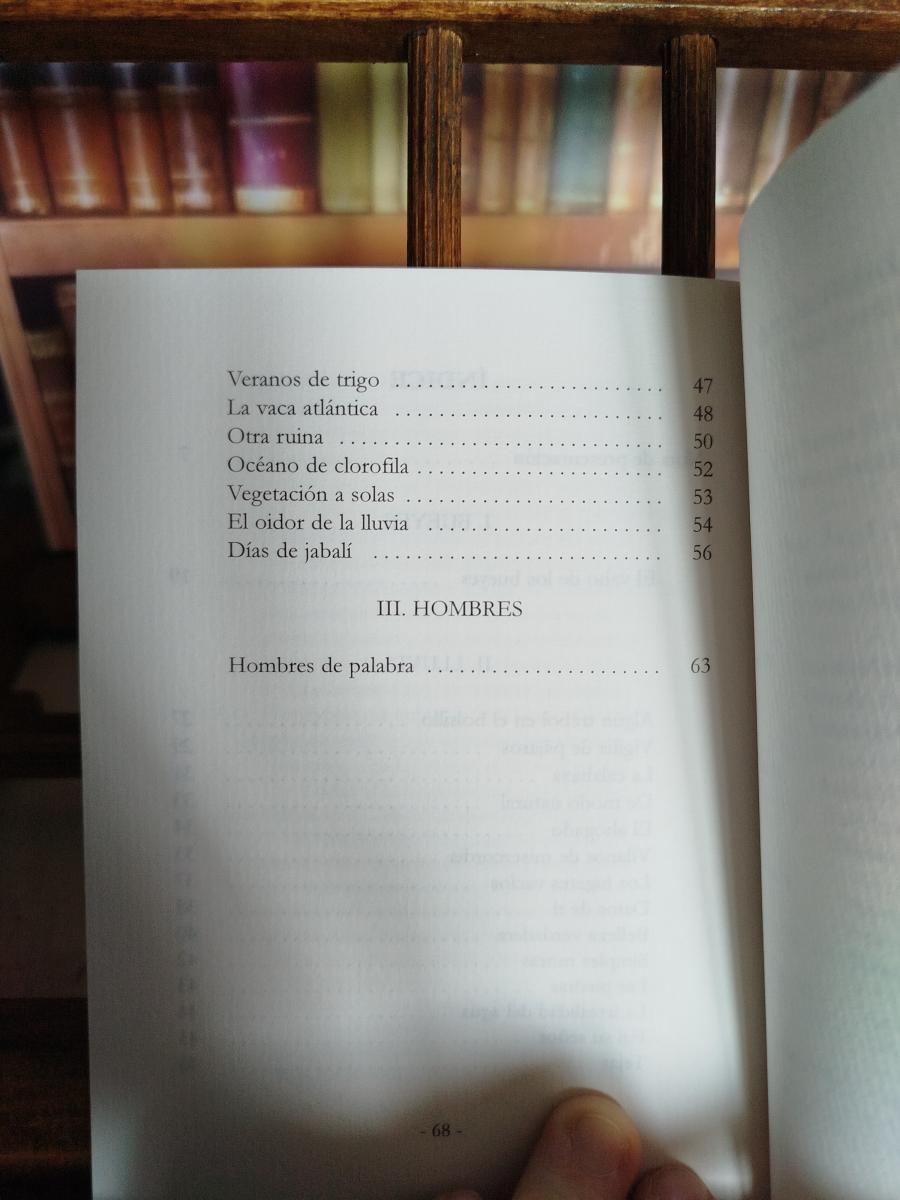 Veranos de trigo . . . . . . . . . . . . . . . . . . . . . . . . . 47
La vaca atlántica . . . . . . . . . . . . . . . . . . . . . . . . . 48
Otra ruina . . . . . . . . . . . . . . . . . . . . . . . . . . . . . . 50
Océano de clorofila . . . . . . . . . . . . . . . . . . . . . . . 52
Vegetación a solas . . . . . . . . . . . . . . . . . . . . . . . . 53
El oidor de la lluvia . . . . . . . . . . . . . . . . . . . . . . . 54
Días de jabalí . . . . . . . . . . . . . . . . . . . . . . . . . . . 56
III. HOMBRES
Hombres de palabra . . . . . . . . . . . . . . . . . . . . . . 63
- 68 -